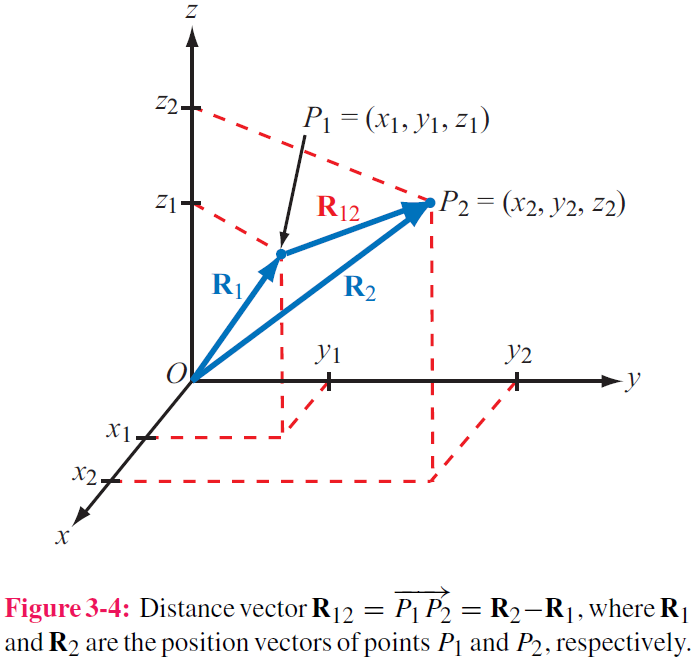 z
z₂
P₁ = (x₁, y₁, z₁)
z₁
R₁₂
P₂ = (x₂, y₂, z₂)
R₁
R₂
O
y₁
y₂
y
x₁
x₂
x
Figure 3-4: Distance vector R₁₂ = P₁P₂⃗ = R₂−R₁, where R₁
and R₂ are the position vectors of points P₁ and P₂, respectively.